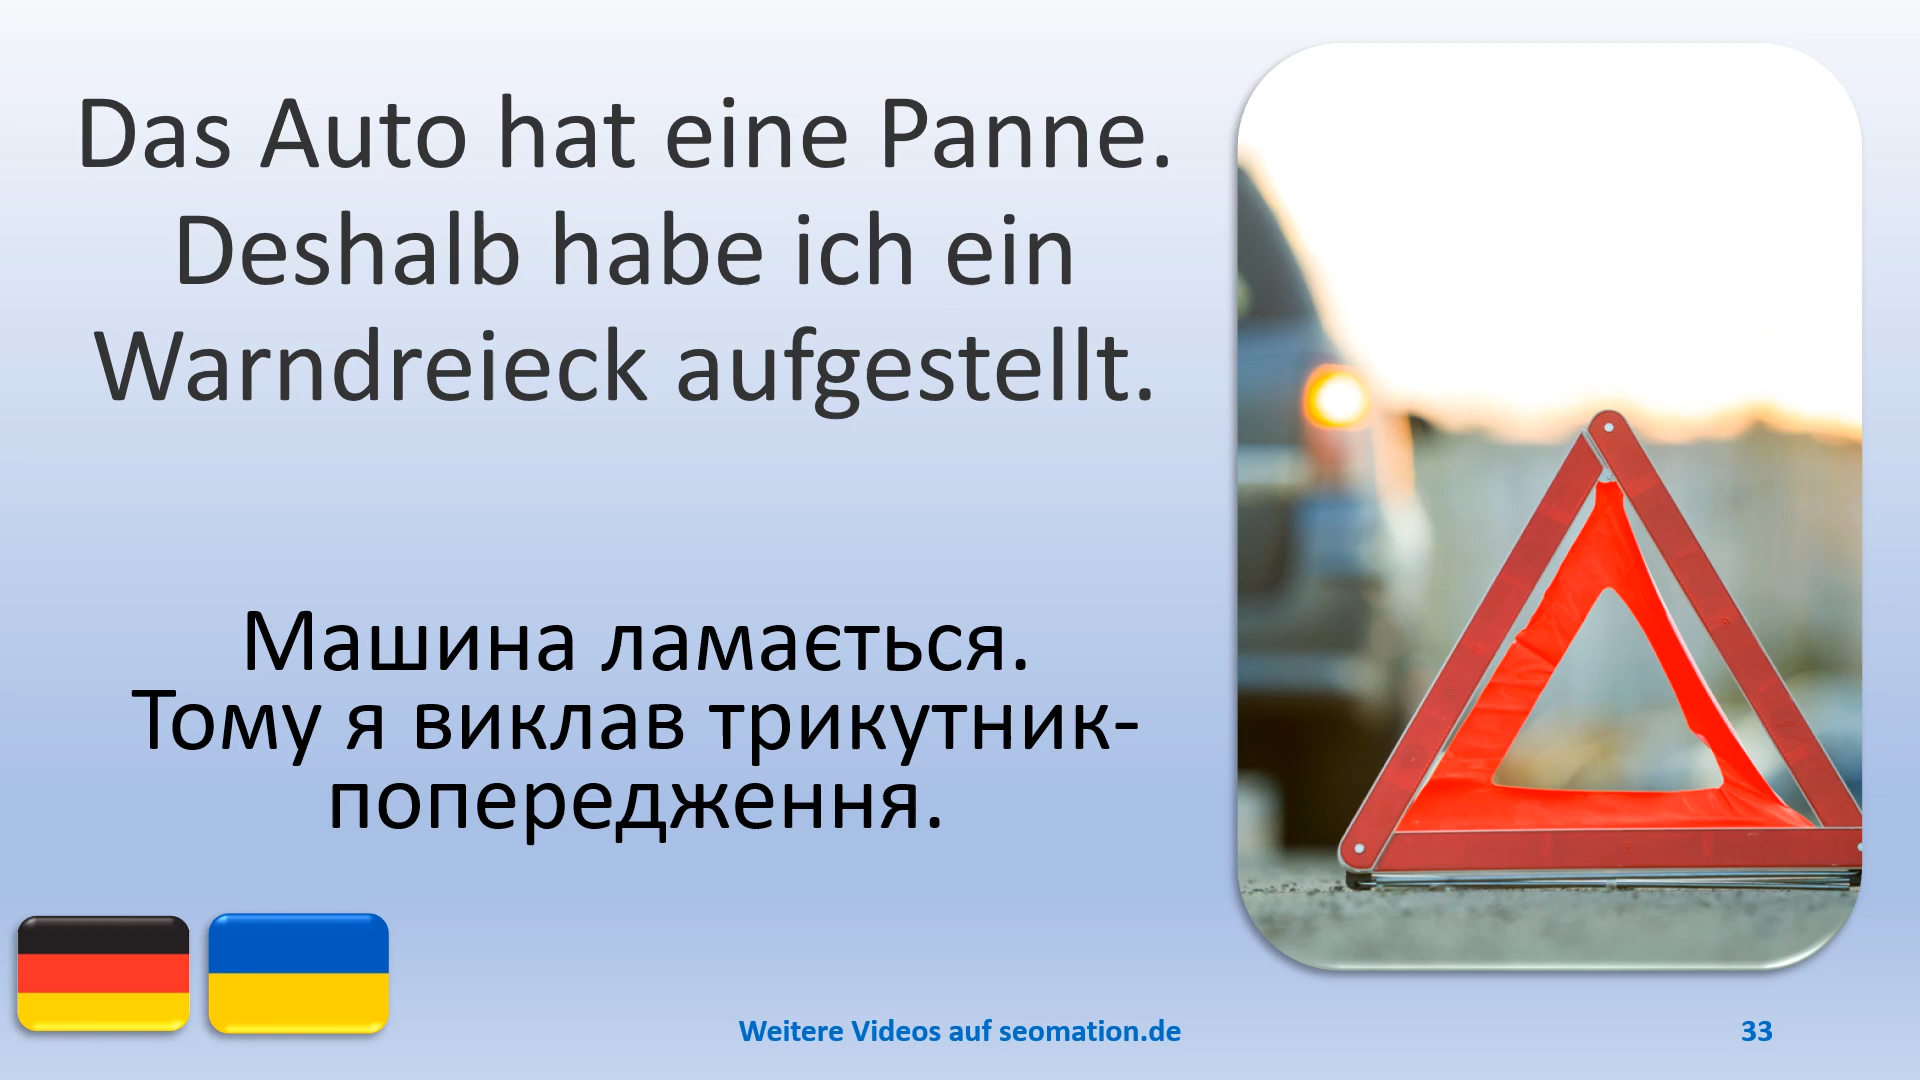 Das Auto hat eine Panne.
Deshalb habe ich ein
Warndreieck aufgestellt.
Машина ламається.
Тому я виклав трикутник-
попередження.
Weitere Videos auf seomation.de
33